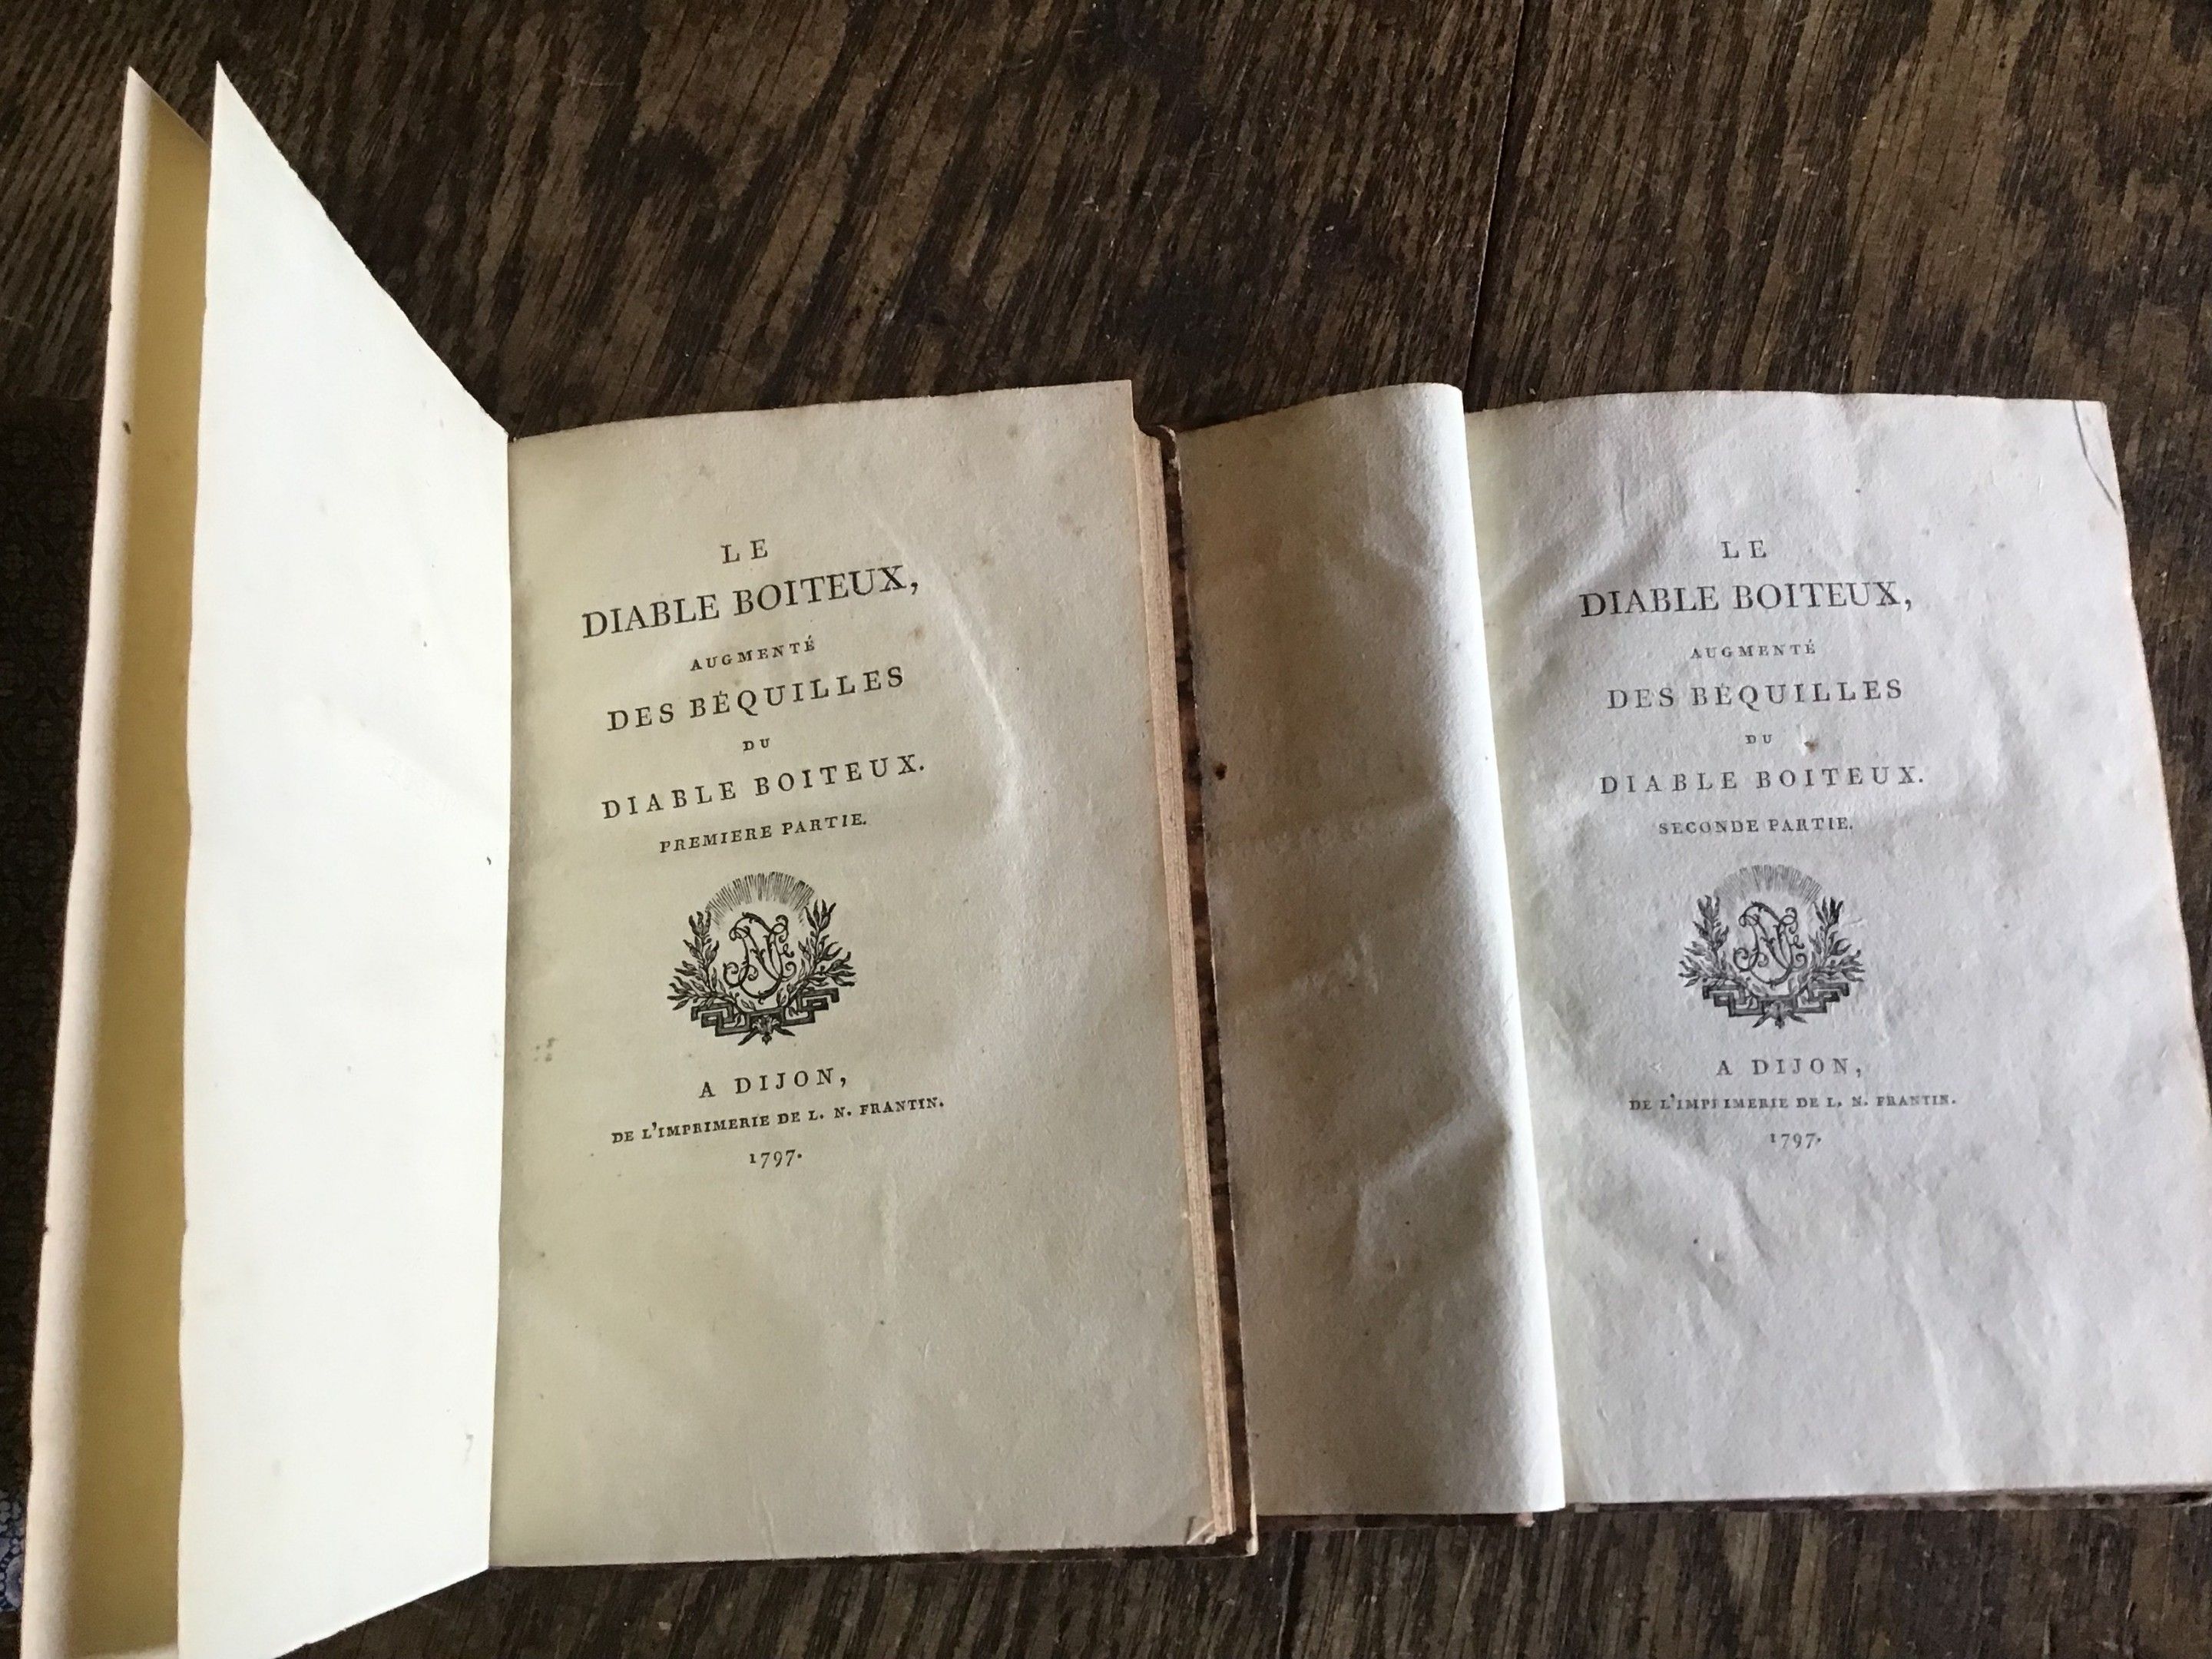 LE
DIABLE BOITEUX,
AUGMENTÉ
DES BÉQUILLES
DU
DIABLE BOITEUX.
PREMIERE PARTIE.
A DIJON,
DE L'IMPRIMERIE DE L. N. FRANTIN.
1797.
LE
DIABLE BOITEUX,
AUGMENTÉ
DES BÉQUILLES
DU
DIABLE BOITEUX.
SECONDE PARTIE.
A DIJON,
DE L'IMPRIMERIE DE L. N. FRANTIN.
1797.